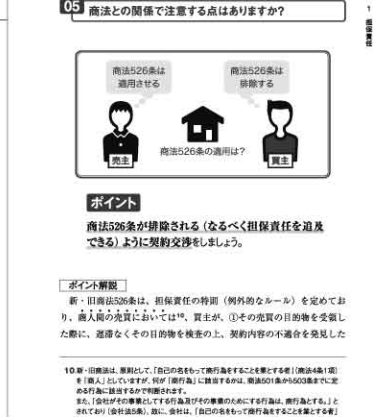 05 商法との関係で注意する点はありますか?
1 担保責任
商法526条は
適用させる
商法526条は
排除する
商法526条の適用は?
売主
買主
ポイント
商法526条が排除される(なるべく担保責任を追及
できる)ように契約交渉をしましょう。
ポイント解説
新・旧商法526条は、担保責任の特則(例外的なルール)を定めてお
り、商人間の売買においては¹⁰、買主が、①その売買の目的物を受領し
た際に、遅滞なくその目的物を検査の上、契約内容の不適合を発見した
10.新・旧商法は、原則として、「自己の名をもって商行為をすることを業とする者」(商法4条1項)
を「商人」としていますが、何が「商行為」に該当するかは、商法501条から503条までに定
める行為に該当するかで判断されます。
また、「会社がその事業としてする行為及びその事業のためにする行為は、商行為とする。」と
されており(会社法5条)、故に、会社は、「自己の名をもって商行為をすることを業とする者」